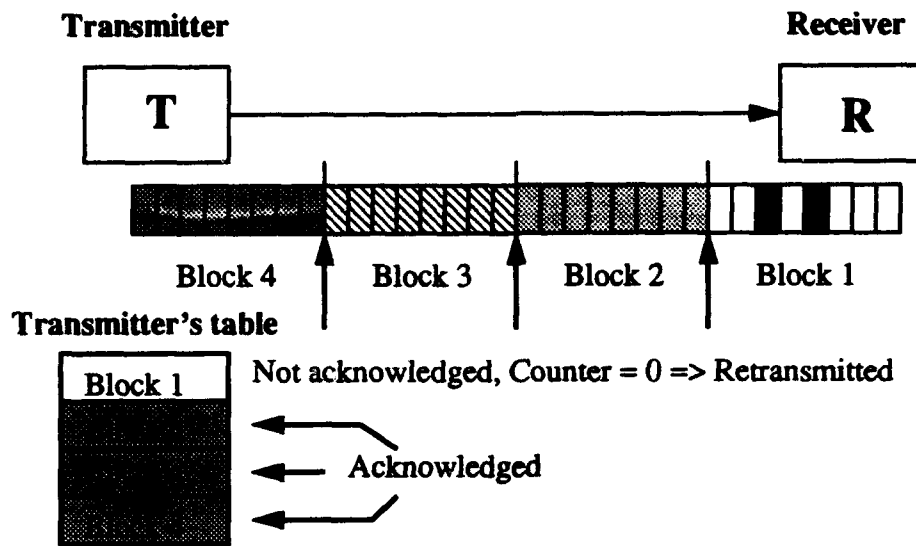 Transmitter
Receiver
T
R
Block 4
Block 3
Block 2
Block 1
Transmitter's table
Block 1
Not acknowledged, Counter = 0 => Retransmitted
Acknowledged